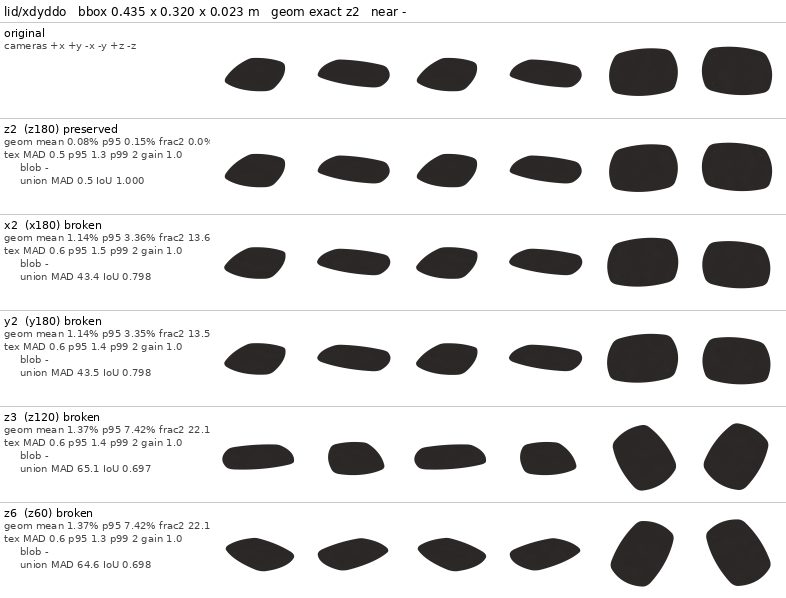 lid/xdyddo bbox 0.435 x 0.320 x 0.023 m geom exact z2 near -
original
cameras +x +y -x -y +z -z
z2 (z180) preserved
geom mean 0.08% p95 0.15% frac2 0.0%
tex MAD 0.5 p95 1.3 p99 2 gain 1.0
blob -
union MAD 0.5 IoU 1.000
x2 (x180) broken
geom mean 1.14% p95 3.36% frac2 13.6
tex MAD 0.6 p95 1.5 p99 2 gain 1.0
blob -
union MAD 43.4 IoU 0.798
y2 (y180) broken
geom mean 1.14% p95 3.35% frac2 13.5
tex MAD 0.6 p95 1.4 p99 2 gain 1.0
blob -
union MAD 43.5 IoU 0.798
z3 (z120) broken
geom mean 1.37% p95 7.42% frac2 22.1
tex MAD 0.6 p95 1.4 p99 2 gain 1.0
blob -
union MAD 65.1 IoU 0.697
z6 (z60) broken
geom mean 1.37% p95 7.42% frac2 22.1
tex MAD 0.6 p95 1.3 p99 2 gain 1.0
blob -
union MAD 64.6 IoU 0.698